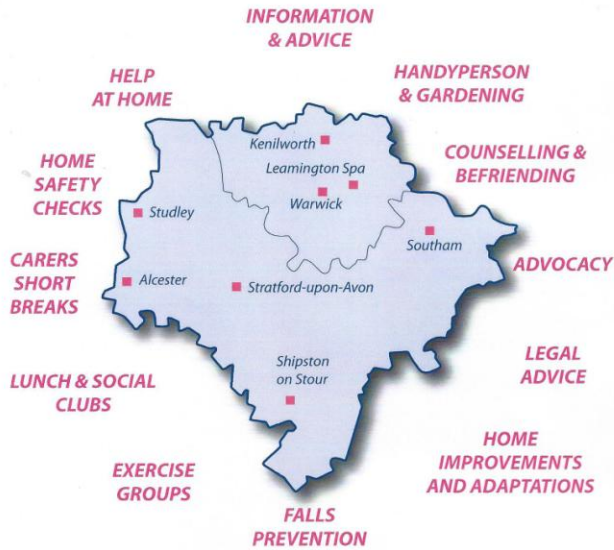 INFORMATION
& ADVICE
HELP
AT HOME
HANDYPERSON
& GARDENING
Kenilworth
Leamington Spa
Warwick
COUNSELLING &
BEFRIENDING
HOME
SAFETY
CHECKS
Studley
Southam
CARERS
SHORT
BREAKS
Alcester
Stratford-upon-Avon
ADVOCACY
Shipston
on Stour
LEGAL
ADVICE
LUNCH & SOCIAL
CLUBS
HOME
IMPROVEMENTS
AND ADAPTATIONS
EXERCISE
GROUPS
FALLS
PREVENTION